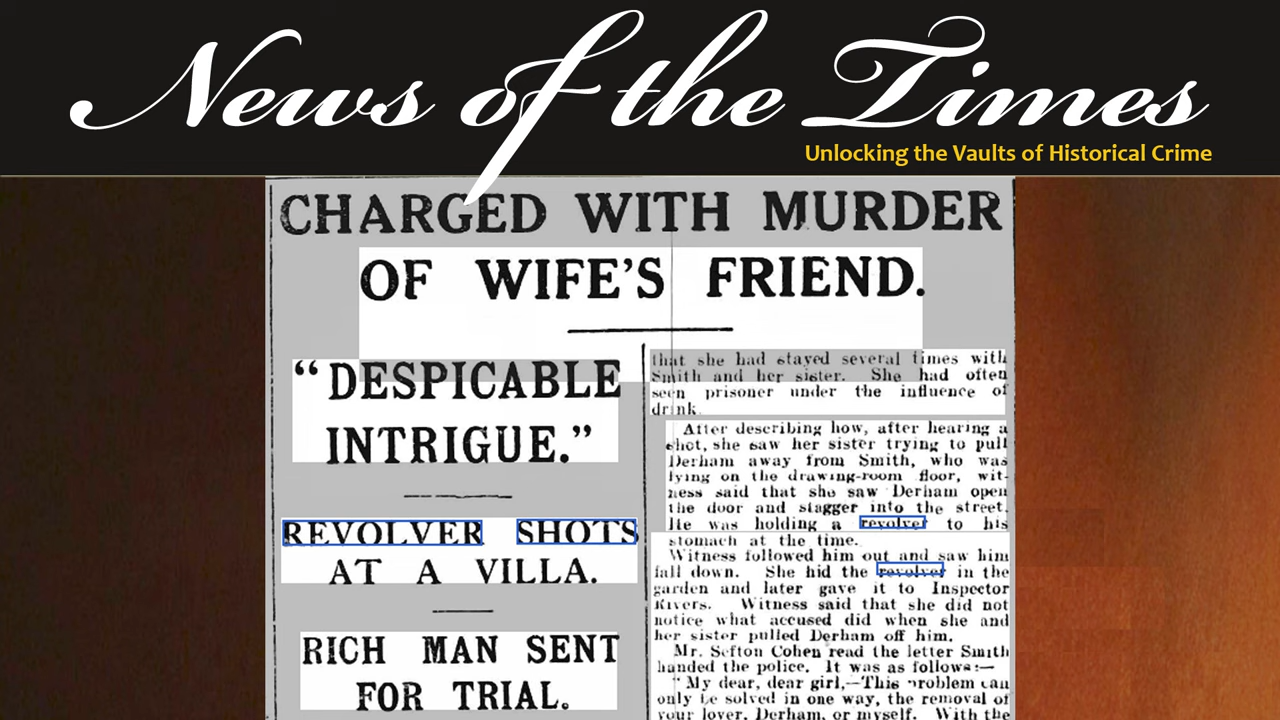 News of the Times
Unlocking the Vaults of Historical Crime
CHARGED WITH MURDER
OF WIFE'S FRIEND.
“DESPICABLE
INTRIGUE.”
REVOLVER SHOTS
AT A VILLA.
RICH MAN SENT
FOR TRIAL.
that she had stayed several times with
Smith and her sister. She had often
seen prisoner under the influence of
drink.
After describing how, after hearing a
shot, she saw her sister trying to pull
Derham away from Smith, who was
lying on the drawing-room floor, wit-
ness said that she saw Derham open
the door and stagger into the street.
He was holding a revolver to his
stomach at the time.
Witness followed him out and saw him
fall down. She hid the revolver in the
garden and later gave it to Inspector
Rivers. Witness said that she did not
notice what accused did when she and
her sister pulled Derham off him.
Mr. Sefton Cohen read the letter Smith
handed the police. It was as follows:—
“My dear, dear girl,—This problem can
only be solved in one way, the removal of
your lover, Derham, or myself. With the